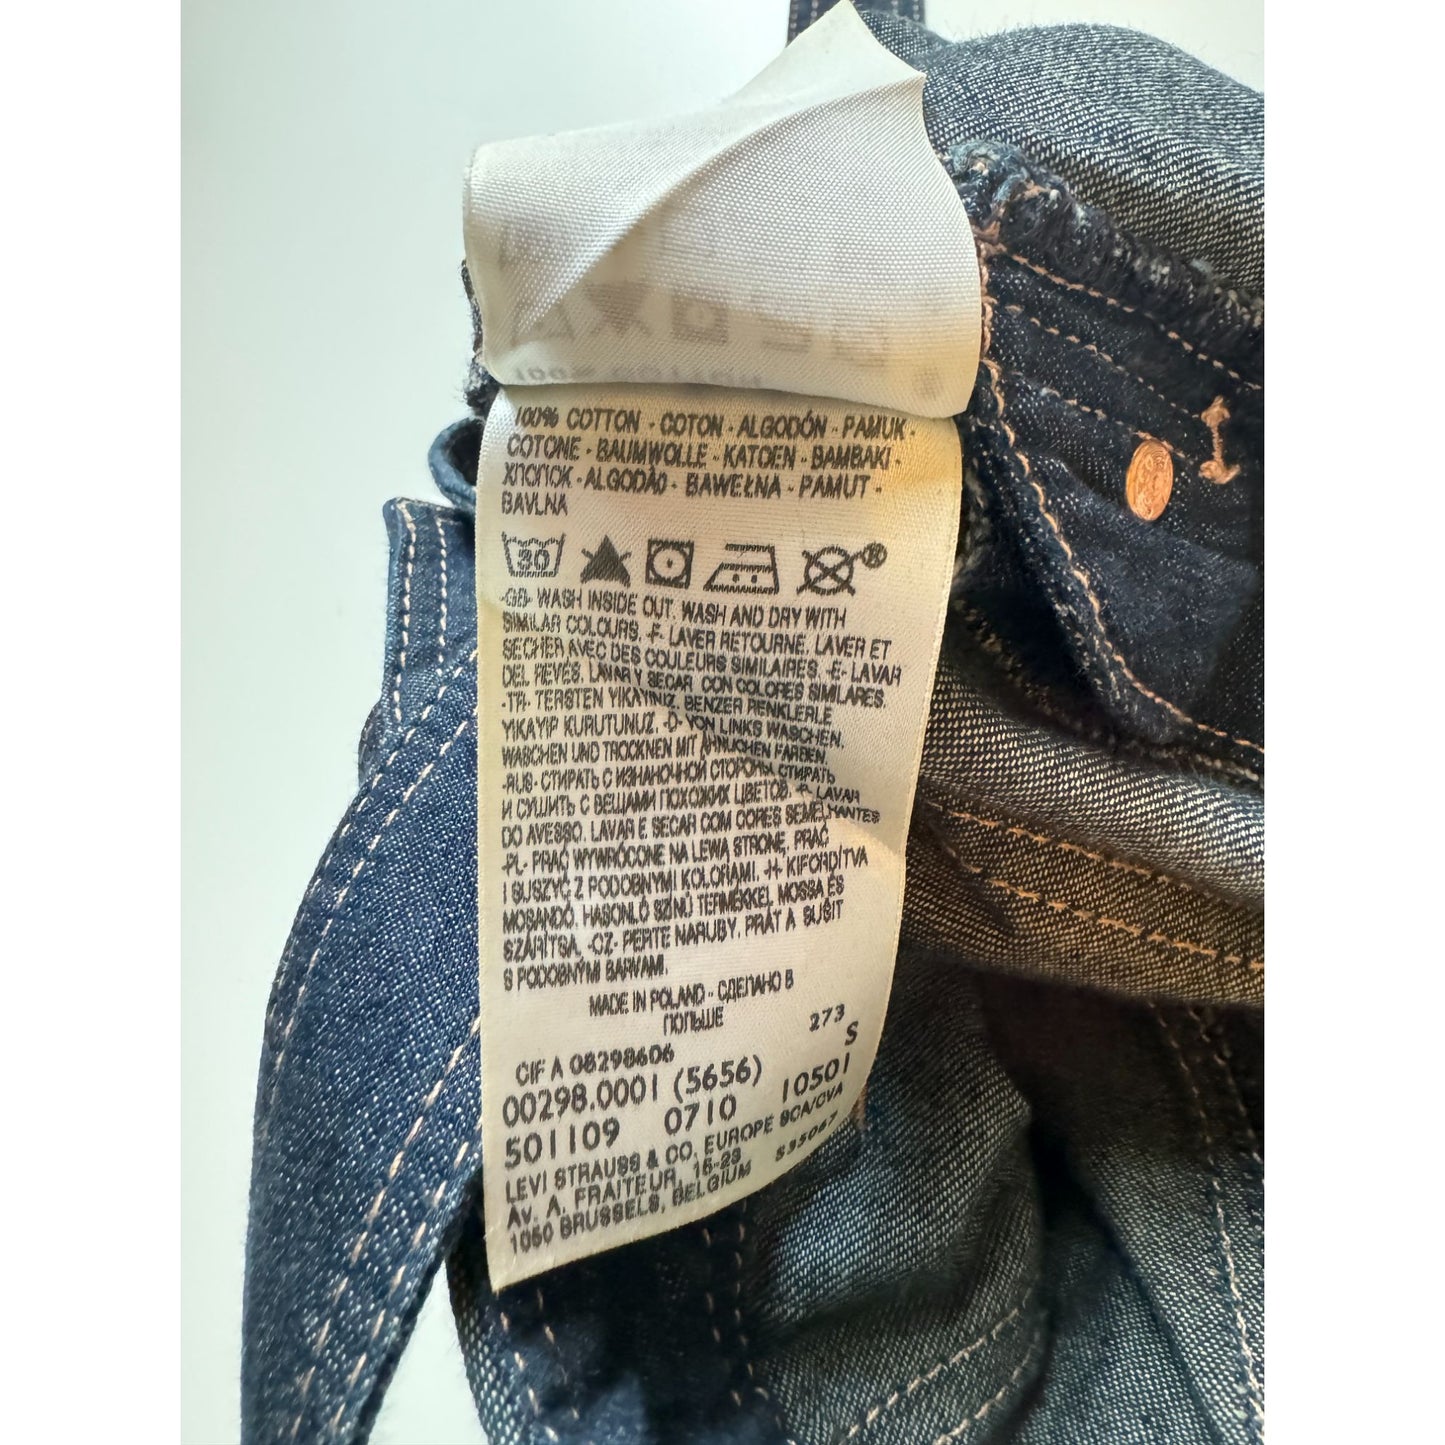 100% COTTON - COTON - ALGODÓN - PAMUK -
COTONE - BAUMWOLLE - KATOEN - BAMBAKI -
ХЛОПОК - ALGODÃO - BAWEŁNA - PAMUT -
BAVLNA
30
-GB- WASH INSIDE OUT. WASH AND DRY WITH
SIMILAR COLOURS. -F- LAVER RETOURNE. LAVER ET
SECHER AVEC DES COULEURS SIMILAIRES. -E- LAVAR
DEL REVÉS. LAVAR Y SECAR CON COLORES SIMILARES.
-TR- TERSTEN YIKAYINIZ. BENZER RENKLERLE
YIKAYIP KURUTUNUZ. -D- VON LINKS WASCHEN.
WASCHEN UND TROCKNEN MIT ÄHNLICHEN FARBEN.
-RUS- СТИРАТЬ С ИЗНАНОЧНОЙ СТОРОНЫ. СТИРАТЬ
И СУШИТЬ С ВЕЩАМИ ПОХОЖИХ ЦВЕТОВ. -P- LAVAR
DO AVESSO. LAVAR E SECAR COM CORES SEMELHANTES
-PL- PRAĆ WYWRÓCONE NA LEWĄ STRONĘ. PRAĆ
I SUSZYĆ Z PODOBNYMI KOLORAMI. -H- KIFORDÍTVA
MOSANDÓ. HASONLÓ SZÍNŰ TERMÉKKEL MOSSA ÉS
SZÁRÍTSA. -CZ- PERTE NARUBY. PRÁT A SUŠIT
S PODOBNÝMI BARVAMI.
MADE IN POLAND - СДЕЛАНО В
ПОЛЬШЕ
273
S
CIF A 08298606
00298.0001 (5656) 10501
501109 0710
LEVI STRAUSS & CO. EUROPE SCA/CVA
AV. A. FRAITEUR, 15-23 S35067
1050 BRUSSELS, BELGIUM